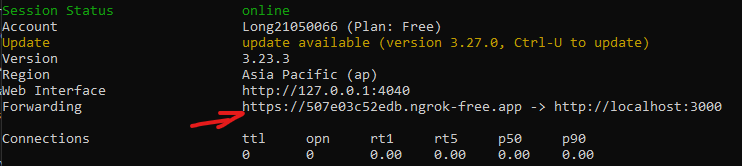 Session Status online
Account Long21050066 (Plan: Free)
Update update available (version 3.27.0, Ctrl-U to update)
Version 3.23.3
Region Asia Pacific (ap)
Web Interface http://127.0.0.1:4040
Forwarding https://507e03c52edb.ngrok-free.app -> http://localhost:3000
Connections ttl opn rt1 rt5 p50 p90
0 0 0.00 0.00 0.00 0.00